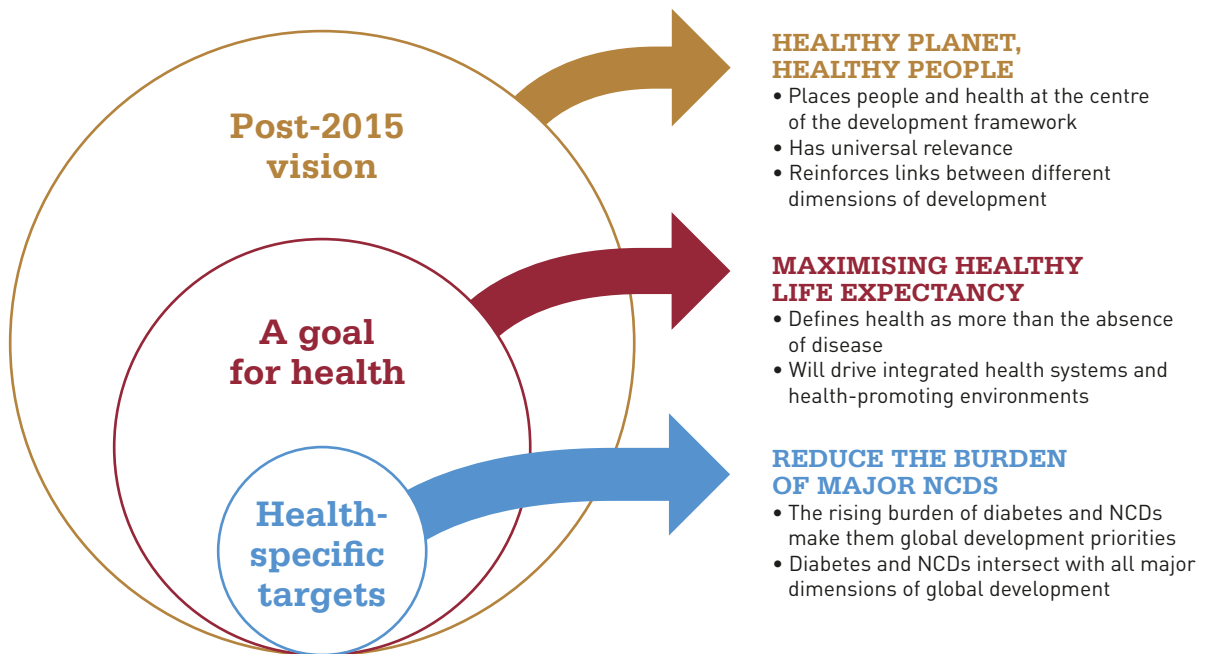 Post-2015
vision
A goal
for health
Health-
specific
targets
HEALTHY PLANET,
HEALTHY PEOPLE
• Places people and health at the centre
of the development framework
• Has universal relevance
• Reinforces links between different
dimensions of development
MAXIMISING HEALTHY
LIFE EXPECTANCY
• Defines health as more than the absence
of disease
• Will drive integrated health systems and
health-promoting environments
REDUCE THE BURDEN
OF MAJOR NCDS
• The rising burden of diabetes and NCDs
make them global development priorities
• Diabetes and NCDs intersect with all major
dimensions of global development